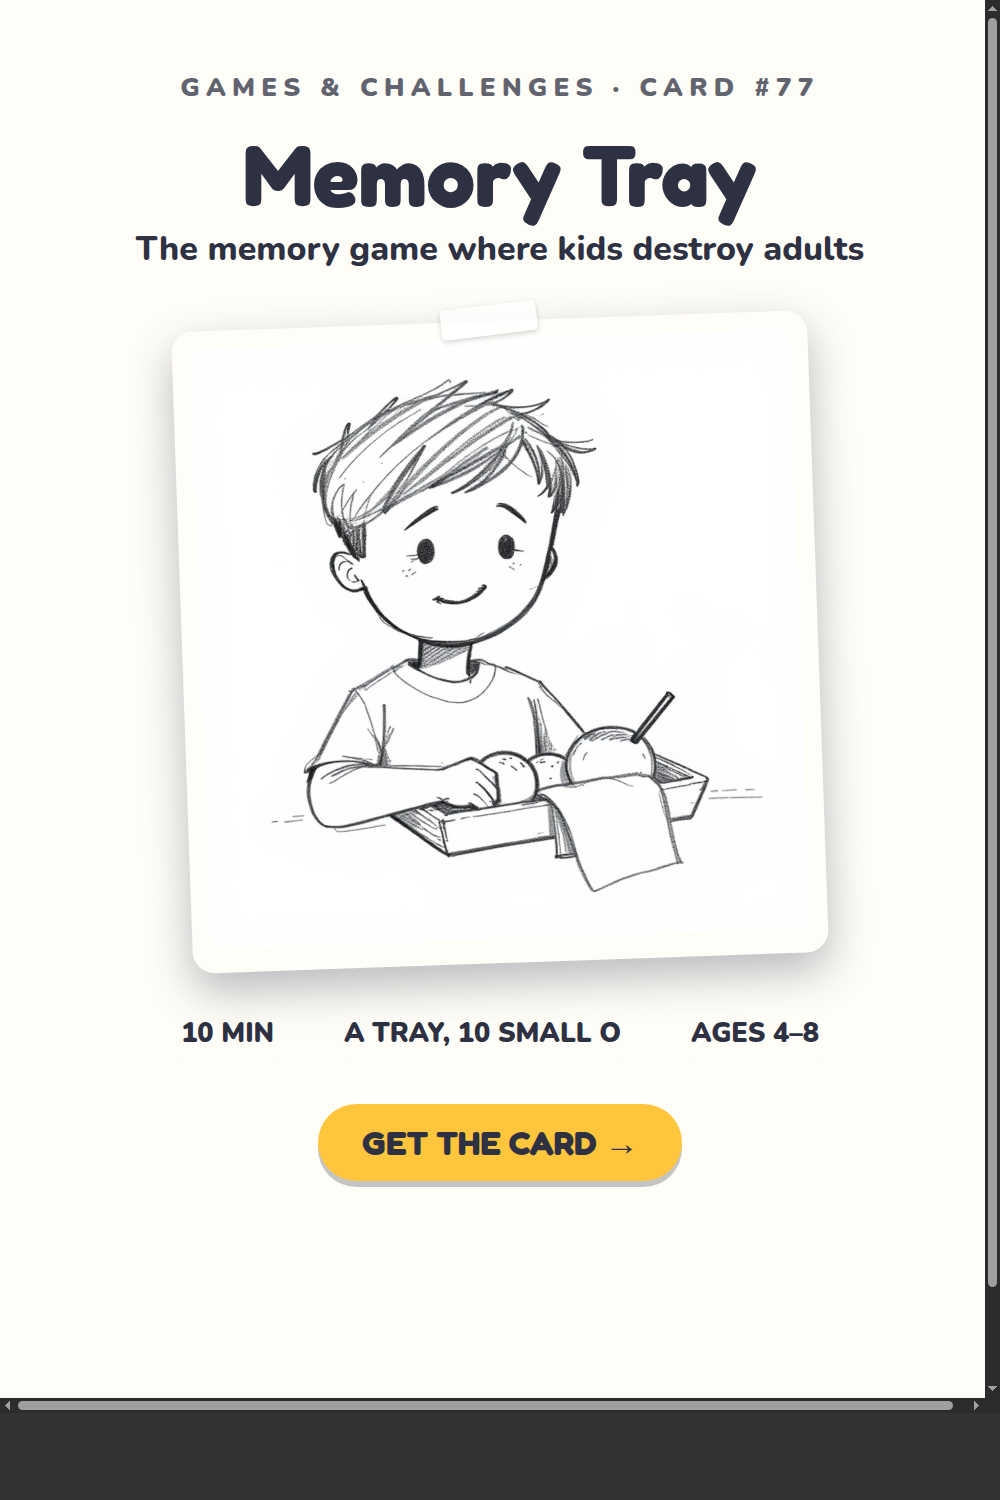 GAMES & CHALLENGES · CARD #77
Memory Tray
The memory game where kids destroy adults
10 MIN
A TRAY, 10 SMALL O
AGES 4–8
GET THE CARD →